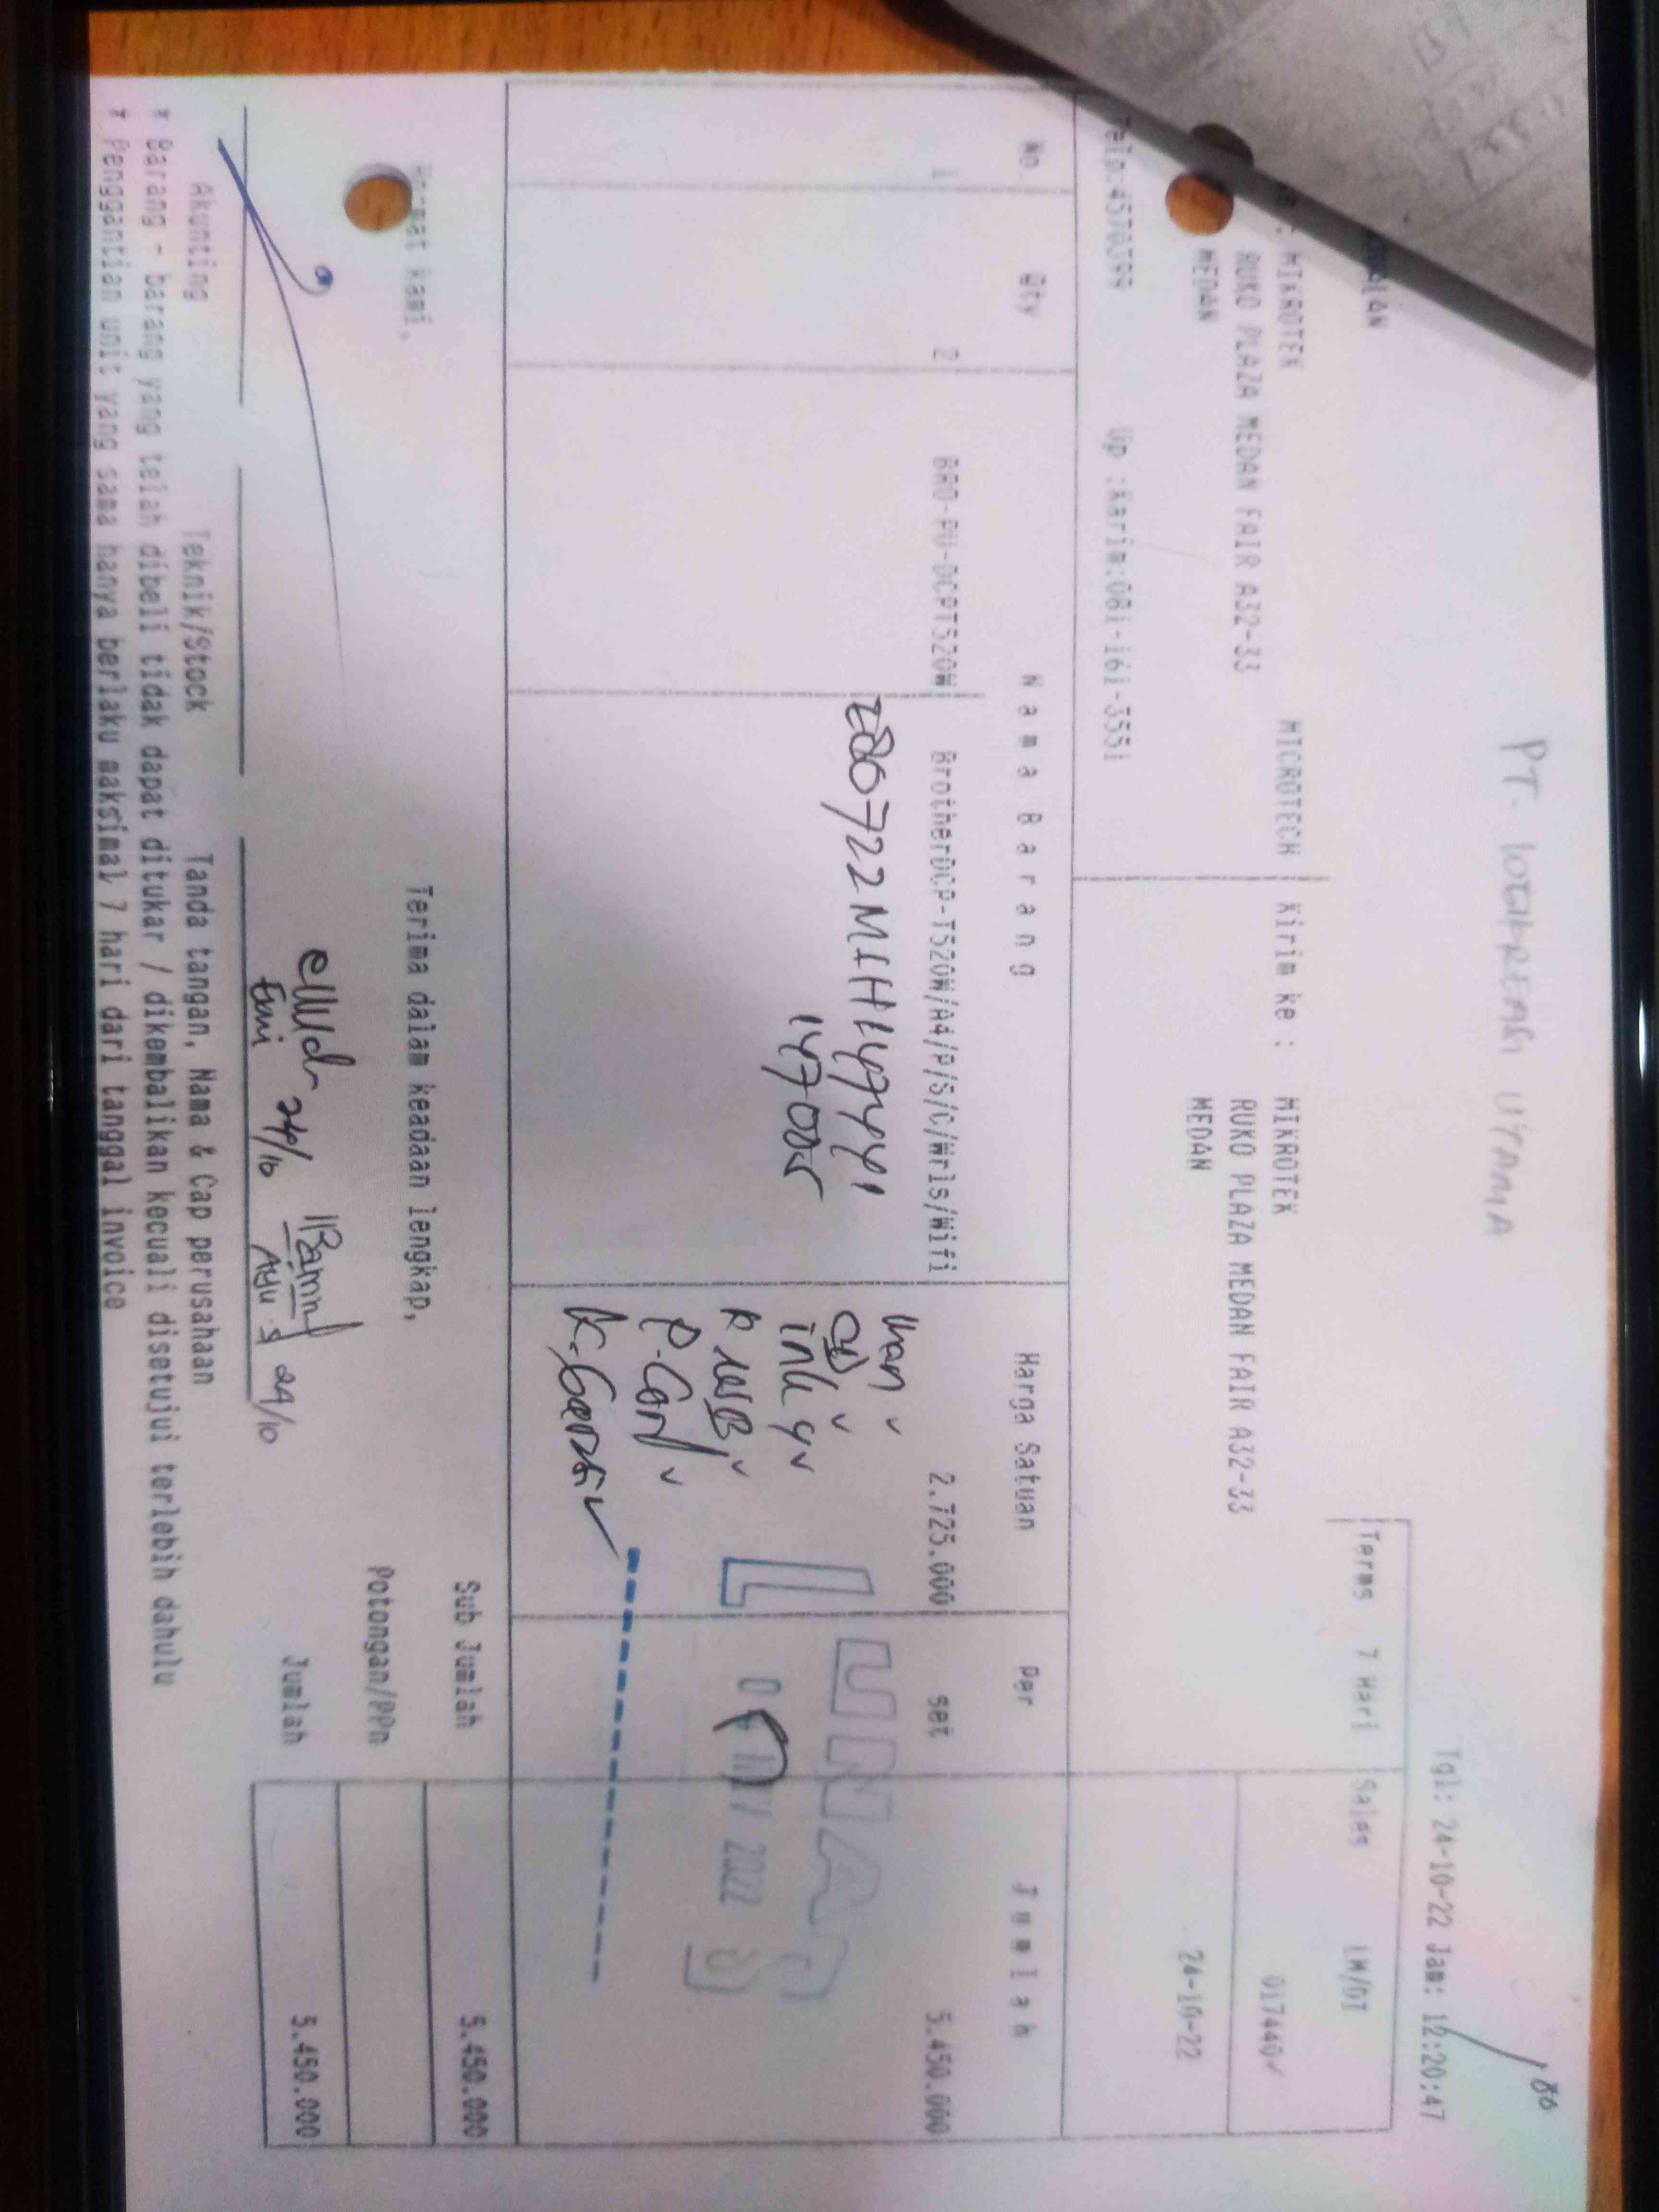 PT. UTAMA
Tgl: 24-10-22 Jam: 12:20:47
Terms 7 Hari Sales LM/DI
: MIKROTEK MICROTECH Kirim ke : MIKROTEK
017440
RUKO PLAZA MEDAN FAIR A32-33 RUKO PLAZA MEDAN FAIR A32-33
MEDAN MEDAN
24-10-22
Telp:4570399 Up :Karim:081-161-3551
No. Qty Nama Barang Harga Satuan Per Jumlah
1 2 BRO-PU-DCPT520W BrotherDCP-T520W/A4/P/S/C/Wrls/Wifi 2.725.000 set 5.450.000
LUNAS
2022
Sub Jumlah 5.450.000
Hormat kami, Terima dalam keadaan lengkap,
Potongan/PPn
Jumlah 5.450.000
24/10 24/10
Akunting Teknik/Stock Tanda tangan, Nama & Cap perusahaan
* Barang - barang yang telah dibeli tidak dapat ditukar / dikembalikan kecuali disetujui terlebih dahulu
* Penggantian unit yang sama hanya berlaku maksimal 7 hari dari tanggal invoice